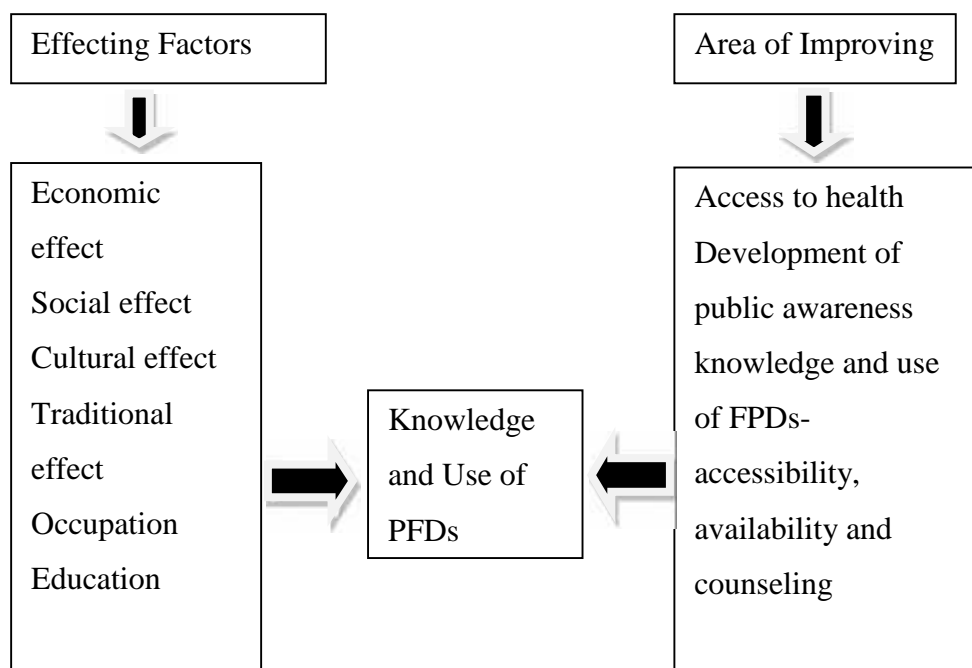 Effecting Factors
Area of Improving
Economic
effect
Social effect
Cultural effect
Traditional
effect
Occupation
Education
Knowledge
and Use of
PFDs
Access to health
Development of
public awareness
knowledge and use
of FPDs-
accessibility,
availability and
counseling